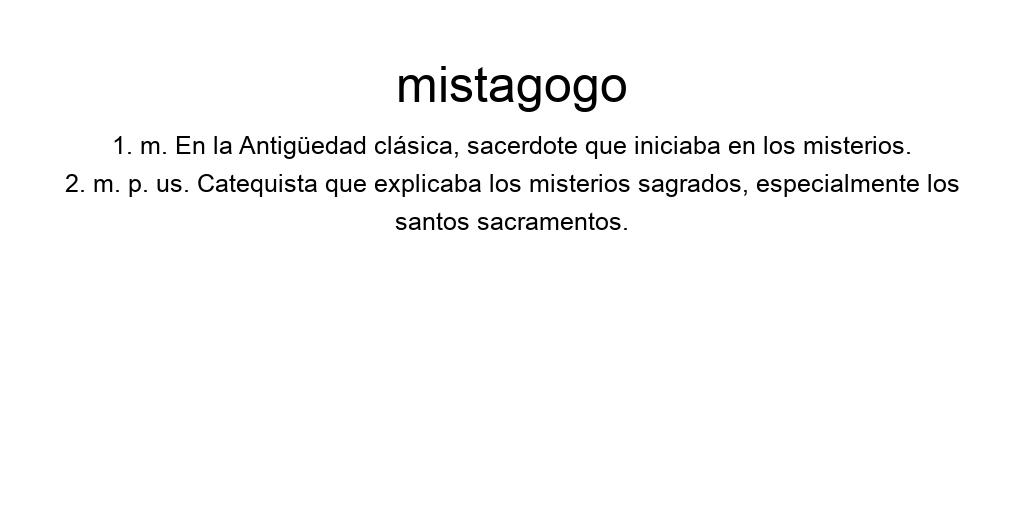 mistagogo
1. m. En la Antigüedad clásica, sacerdote que iniciaba en los misterios.
2. m. p. us. Catequista que explicaba los misterios sagrados, especialmente los
santos sacramentos.